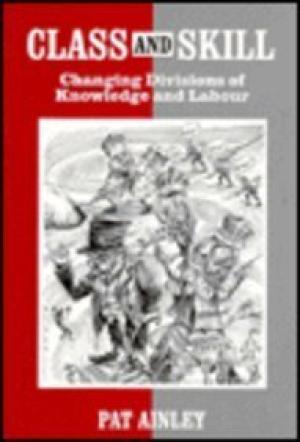 CLASS AND SKILL
Changing Divisions of
Knowledge and Labour
PAT AINLEY